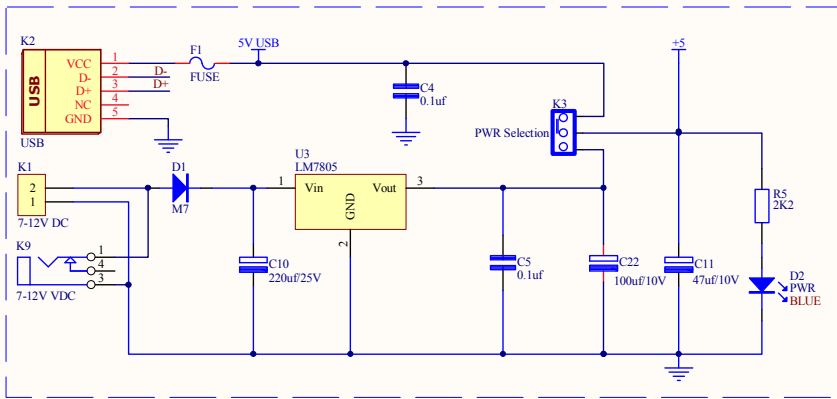 K2
USB
VCC 1
D- 2 D-
D+ 3 D+
NC 4
GND 5
USB
F1
FUSE
5V USB
C4
0.1uf
K3
PWR Selection
+5
K1
2
1
7-12V DC
D1
M7
U3
LM7805
1 Vin Vout 3
GND
2
K9
1
4
3
7-12V VDC
C10
220uf/25V
C5
0.1uf
C22
100uf/10V
C11
47uf/10V
R5
2K2
D2
PWR
BLUE